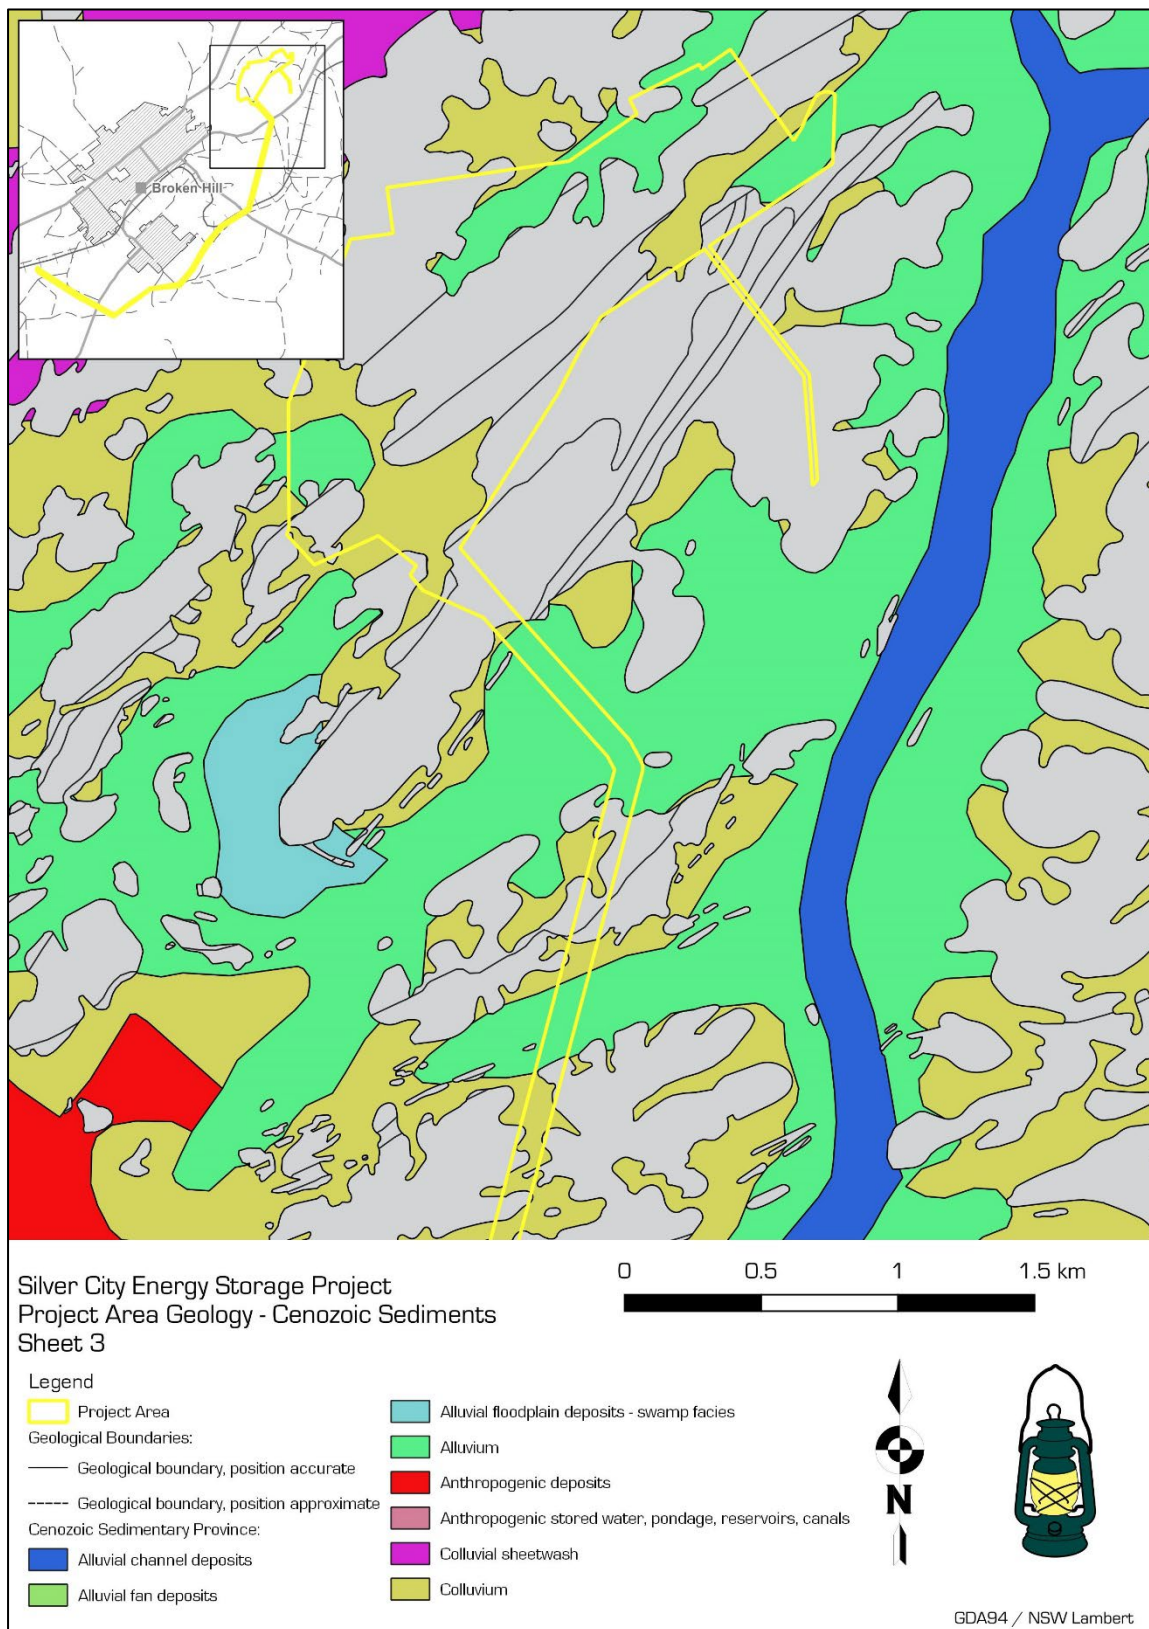 Broken Hill
Silver City Energy Storage Project
Project Area Geology - Cenozoic Sediments
Sheet 3
0 0.5 1 1.5 km
Legend
Project Area
Geological Boundaries:
Geological boundary, position accurate
Geological boundary, position approximate
Cenozoic Sedimentary Province:
Alluvial channel deposits
Alluvial fan deposits
Alluvial floodplain deposits - swamp facies
Alluvium
Anthropogenic deposits
Anthropogenic stored water, pondage, reservoirs, canals
Colluvial sheetwash
Colluvium
N
GDA94 / NSW Lambert